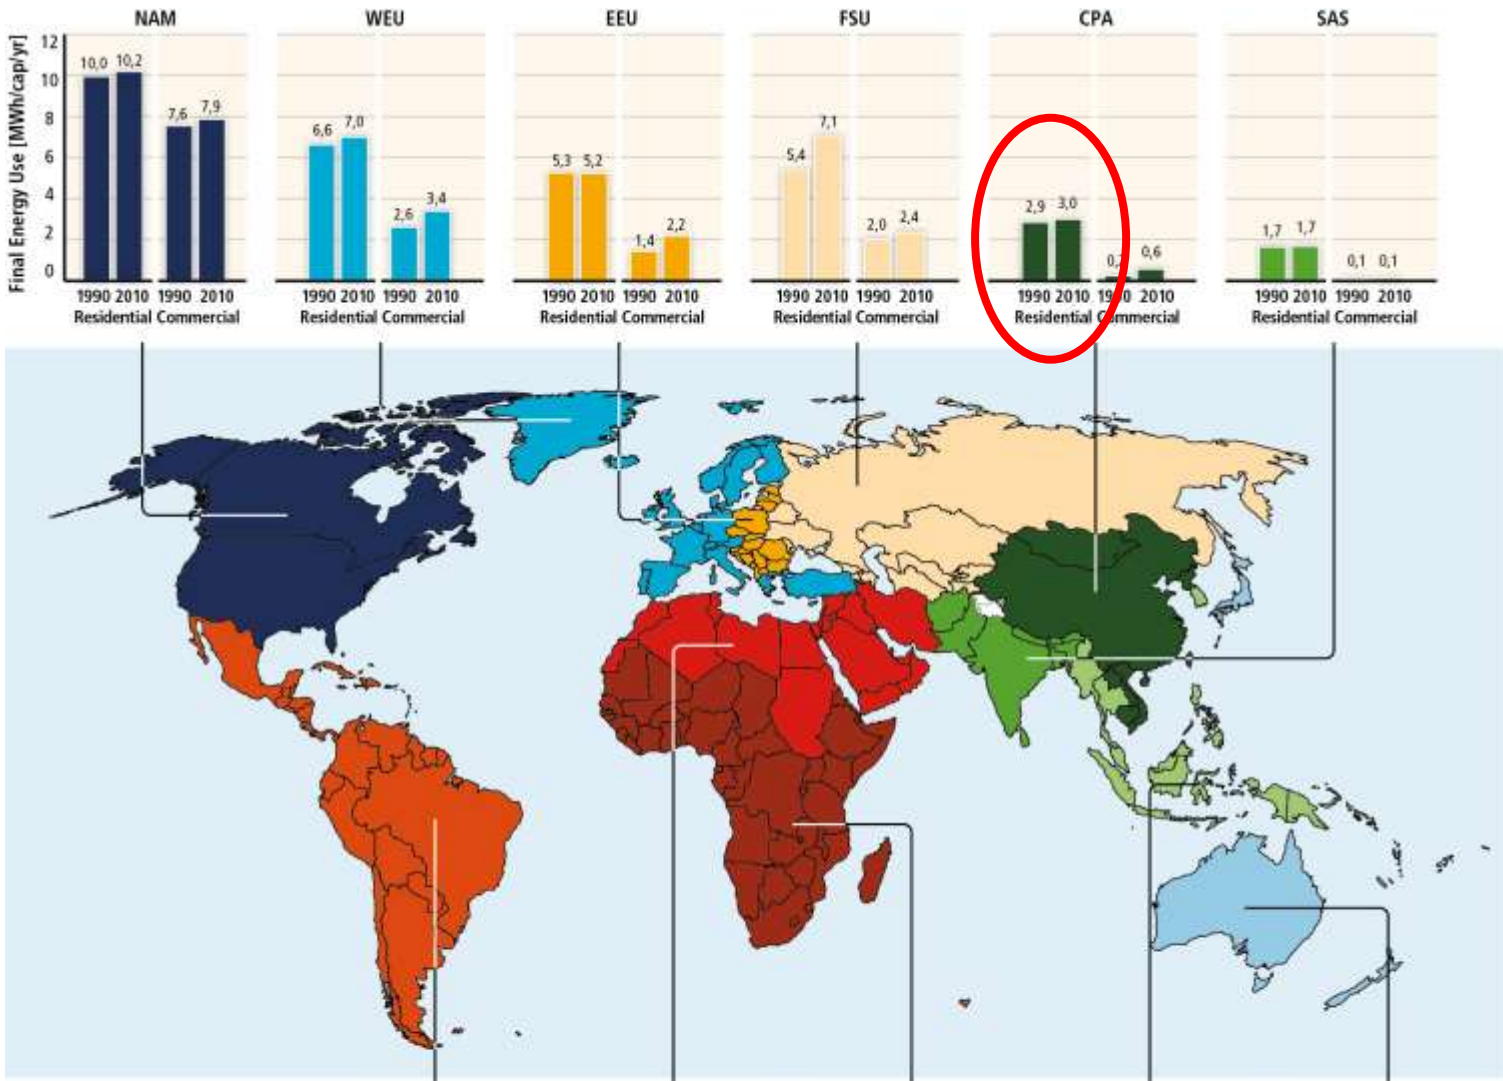 NAM WEU EEU FSU CPA SAS
Final Energy Use [MWh/cap/yr]
12
10
8
6
4
2
0
10,0 10,2 7,6 7,9
6,6 7,0 2,6 3,4
5,3 5,2 1,4 2,2
5,4 7,1 2,0 2,4
2,9 3,0 0,6
1,7 1,7 0,1 0,1
1990 2010 1990 2010 1990 2010 1990 2010 1990 2010 1990 2010 1990 2010 1990 2010 1990 2010 1990 2010 1990 2010 1990 2010
Residential Commercial Residential Commercial Residential Commercial Residential Commercial Residential Commercial Residential Commercial